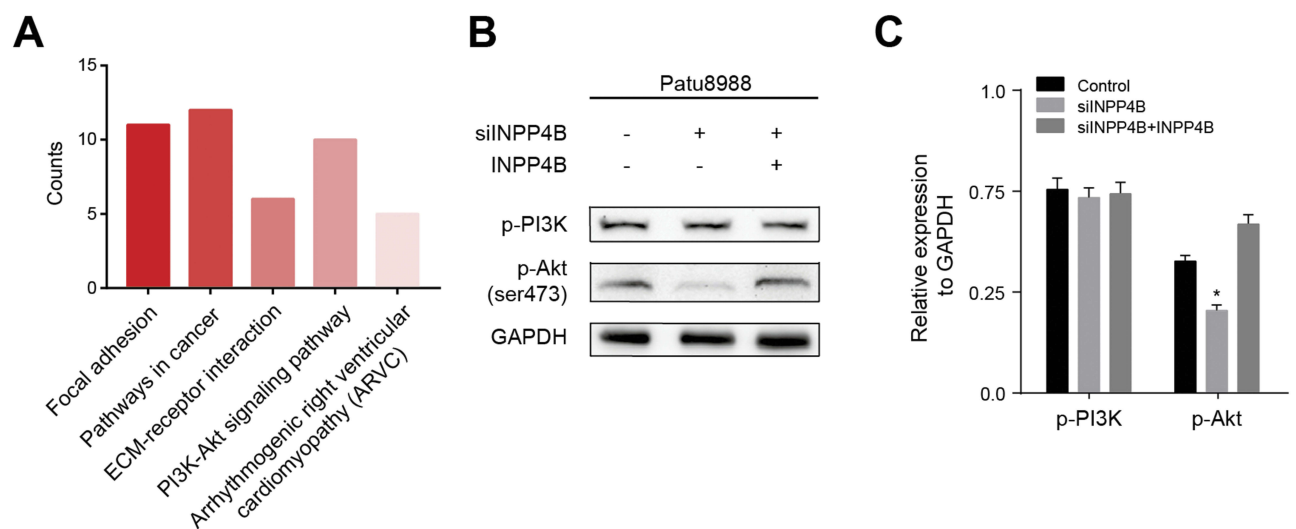 A
15
10
5
0
Counts
Focal adhesion
Pathways in cancer
ECM-receptor interaction
PI3K-Akt signaling pathway
Arrhythmogenic right ventricular
cardiomyopathy (ARVC)
B
Patu8988
siINPP4B - + +
INPP4B - - +
p-PI3K
p-Akt
(ser473)
GAPDH
C
Control
siINPP4B
siINPP4B+INPP4B
1.0
0.75
0.25
0.0
Relative expression
to GAPDH
*
p-PI3K
p-Akt